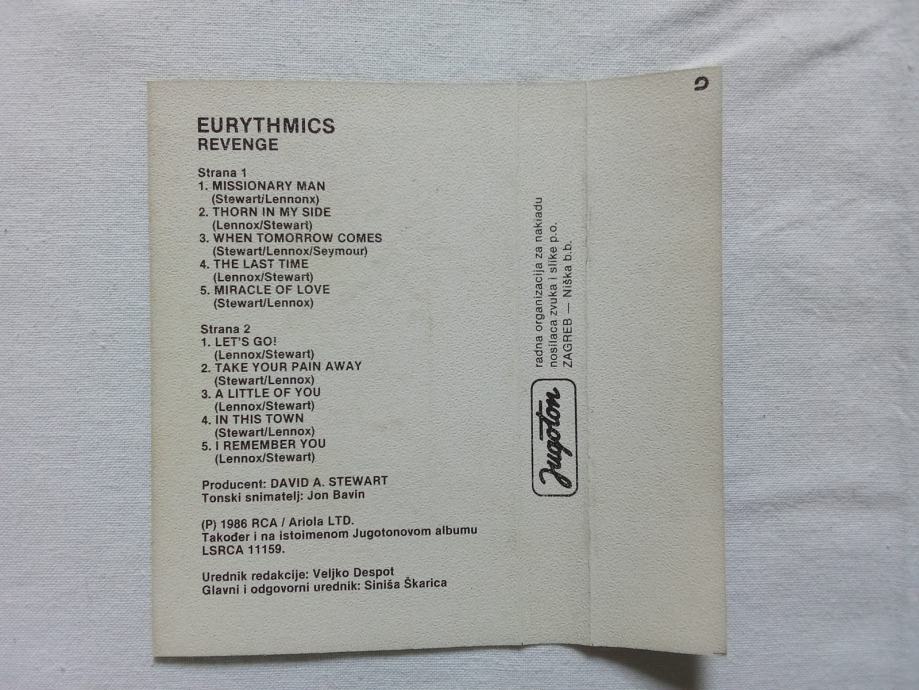 EURYTHMICS
REVENGE
Strana 1
1. MISSIONARY MAN
(Stewart/Lennonx)
2. THORN IN MY SIDE
(Lennox/Stewart)
3. WHEN TOMORROW COMES
(Stewart/Lennox/Seymour)
4. THE LAST TIME
(Lennox/Stewart)
5. MIRACLE OF LOVE
(Stewart/Lennox)
Strana 2
1. LET'S GO!
(Lennox/Stewart)
2. TAKE YOUR PAIN AWAY
(Stewart/Lennox)
3. A LITTLE OF YOU
(Lennox/Stewart)
4. IN THIS TOWN
(Stewart/Lennox)
5. I REMEMBER YOU
(Lennox/Stewart)
Producent: DAVID A. STEWART
Tonski snimatelj: Jon Bavin
(P) 1986 RCA / Ariola LTD.
Također i na istoimenom Jugotonovom albumu
LSRCA 11159.
Urednik redakcije: Veljko Despot
Glavni i odgovorni urednik: Siniša Škarica
Jugoton
radna organizacija za nakladu
nosilaca zvuka i slike p.o.
ZAGREB — Niška b.b.